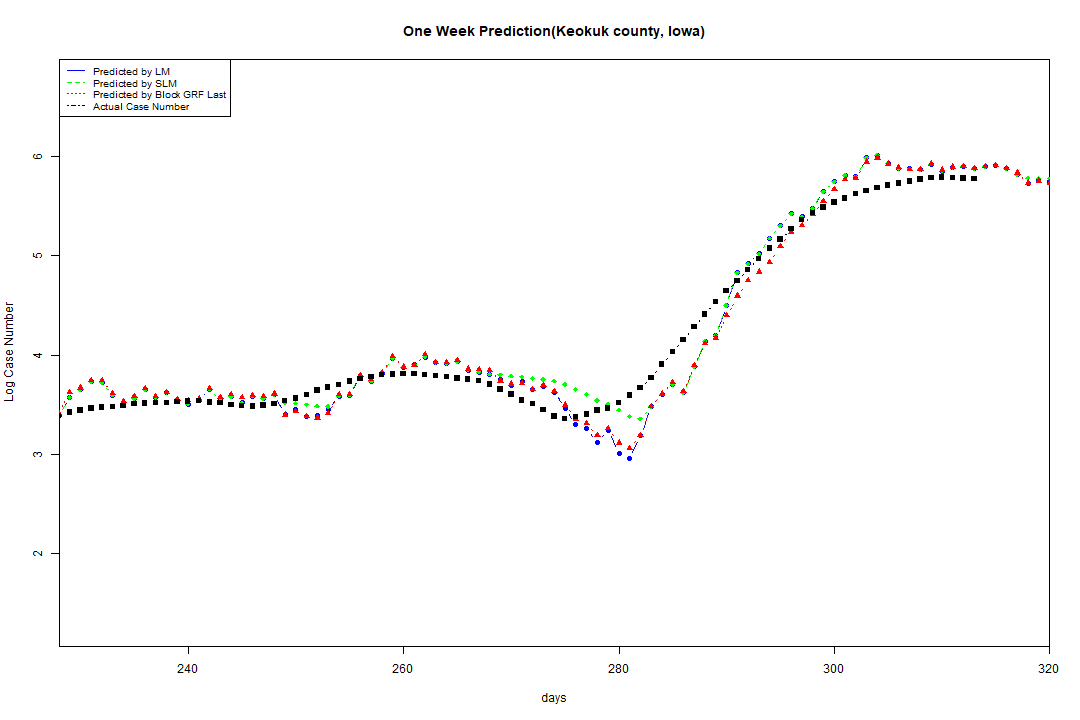 One Week Prediction(Keokuk county, Iowa)
Predicted by LM
Predicted by SLM
Predicted by Block GRF Last
Actual Case Number
6
5
4
3
2
Log Case Number
240 260 280 300 320
days